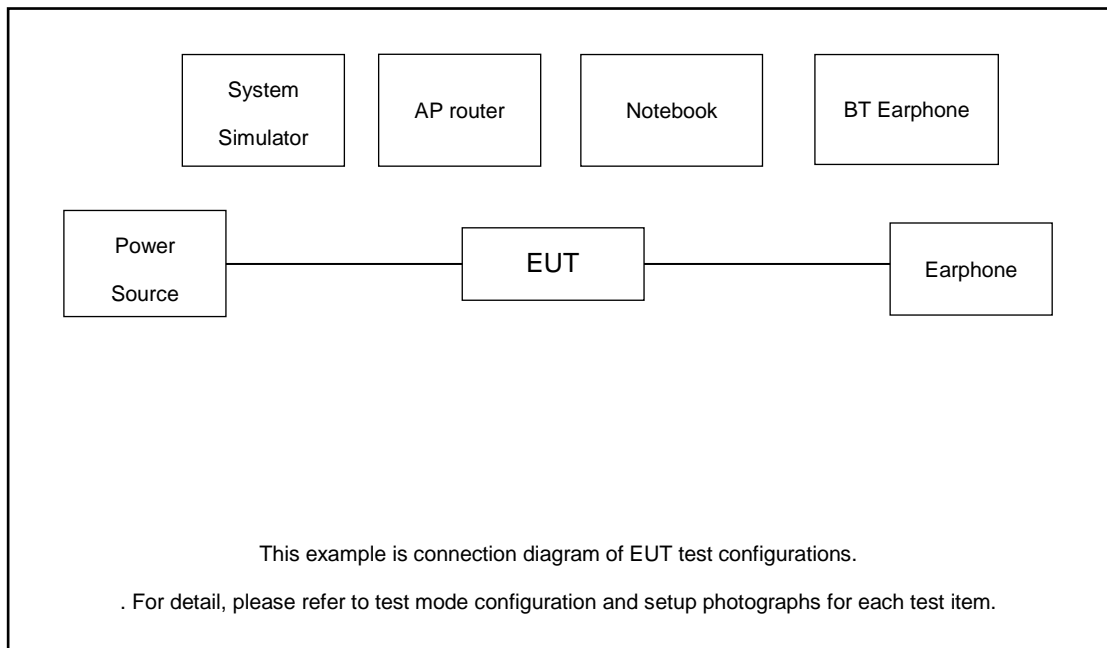 System
Simulator
AP router
Notebook
BT Earphone
Power
Source
EUT
Earphone
This example is connection diagram of EUT test configurations.
. For detail, please refer to test mode configuration and setup photographs for each test item.